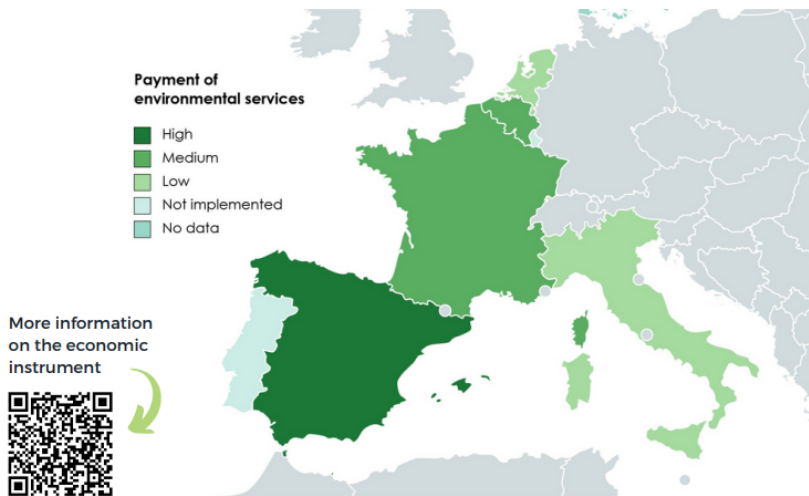 Payment of
environmental services
High
Medium
Low
Not implemented
No data
More information
on the economic
instrument